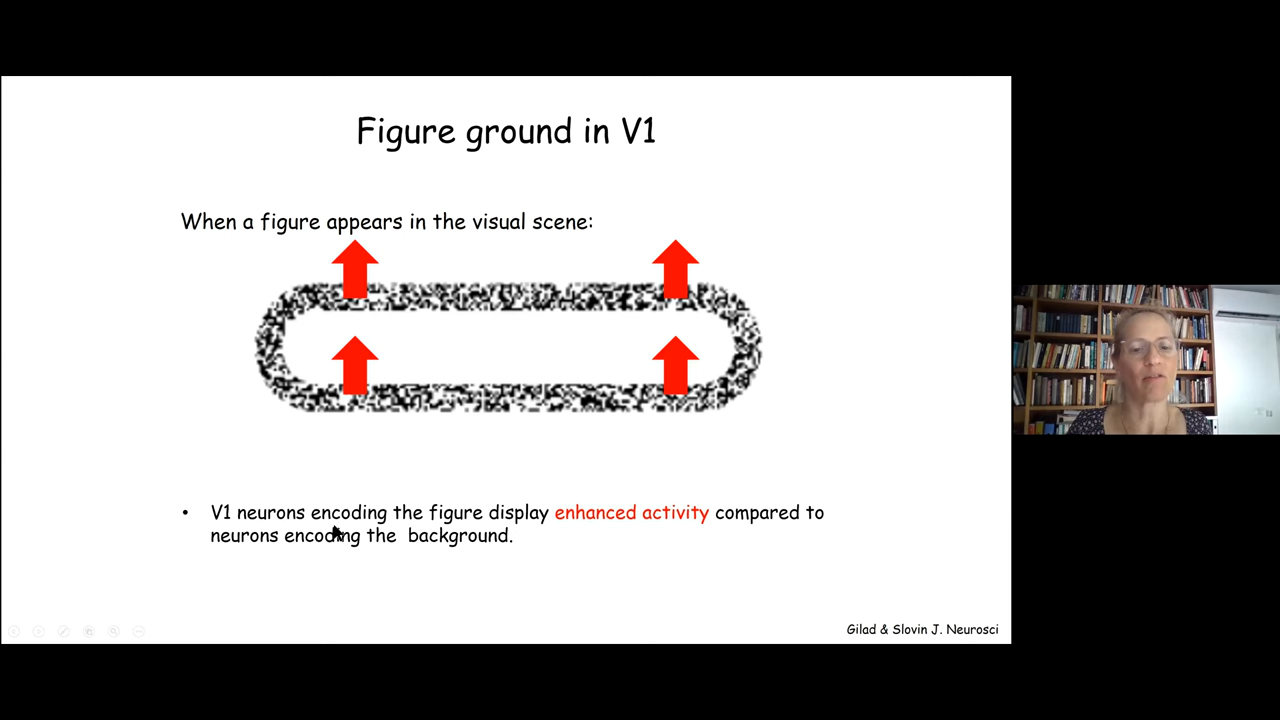 Figure ground in V1
When a figure appears in the visual scene:
• V1 neurons encoding the figure display enhanced activity compared to
neurons encoding the background.
Gilad & Slovin J. Neurosci